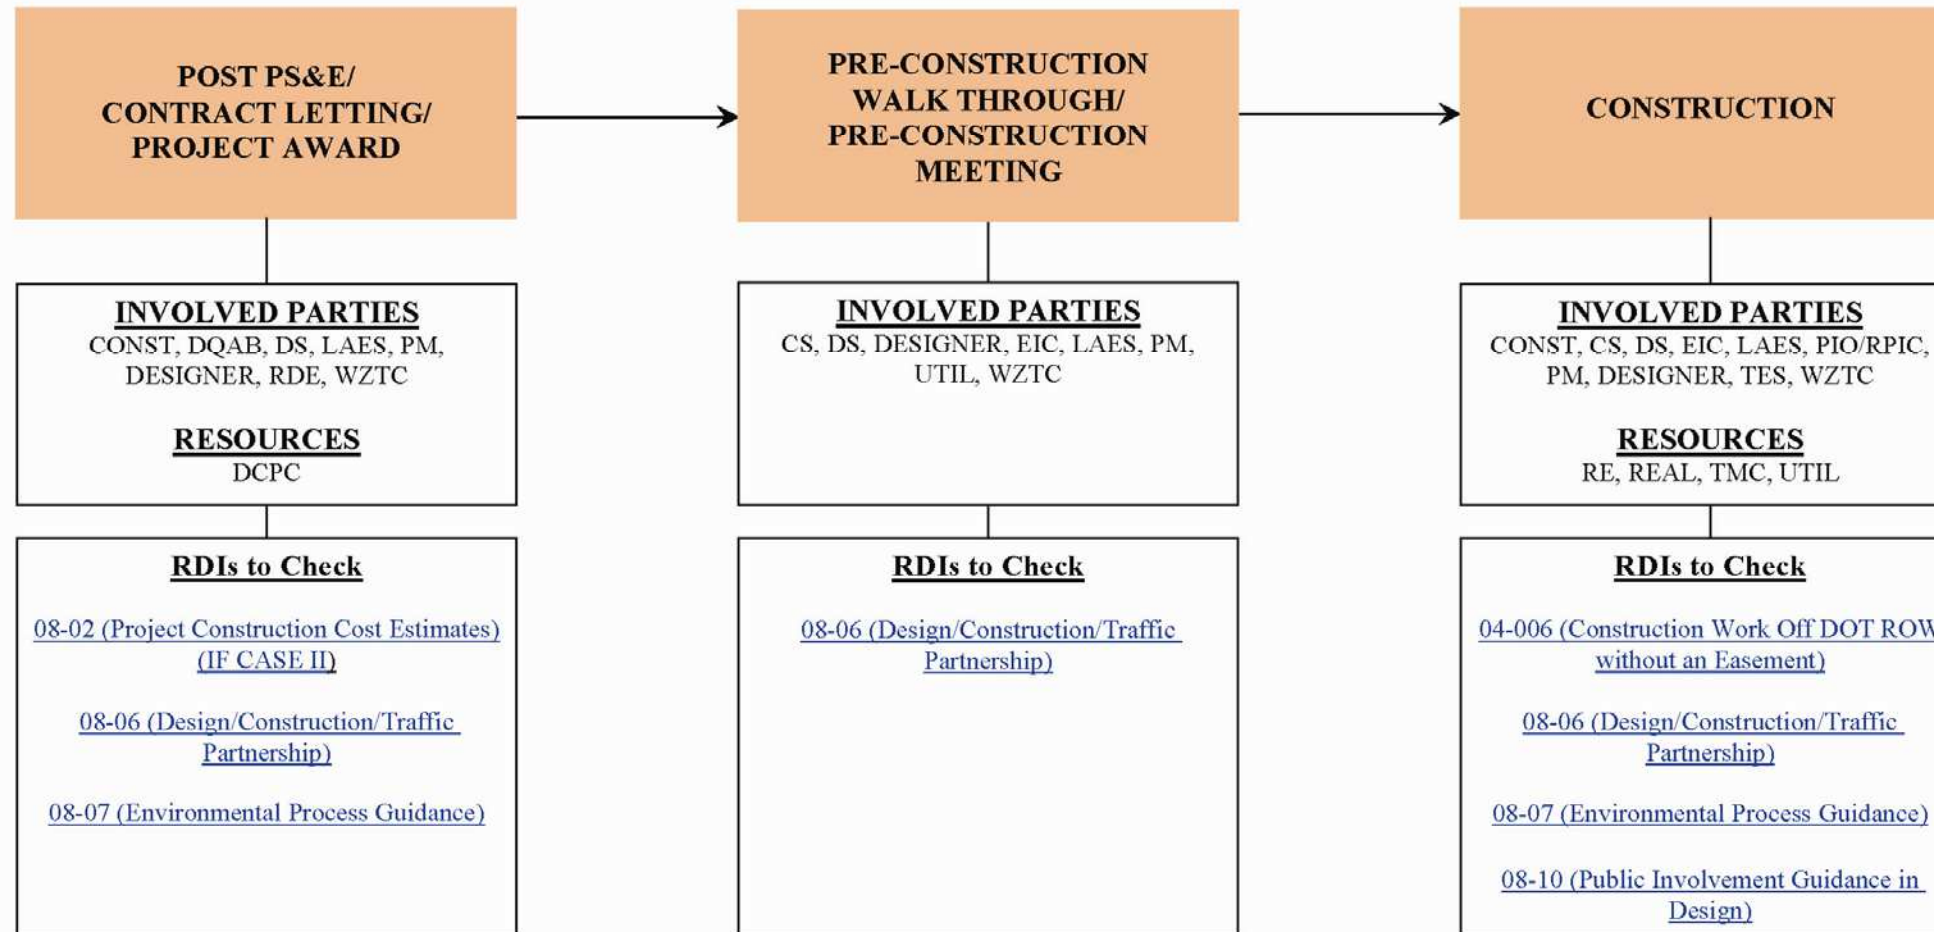 POST PS&E/
CONTRACT LETTING/
PROJECT AWARD
PRE-CONSTRUCTION
WALK THROUGH/
PRE-CONSTRUCTION
MEETING
CONSTRUCTION
INVOLVED PARTIES
CONST, DQAB, DS, LAES, PM,
DESIGNER, RDE, WZTC
RESOURCES
DCPC
INVOLVED PARTIES
CS, DS, DESIGNER, EIC, LAES, PM,
UTIL, WZTC
INVOLVED PARTIES
CONST, CS, DS, EIC, LAES, PIO/RPIC,
PM, DESIGNER, TES, WZTC
RESOURCES
RE, REAL, TMC, UTIL
RDIs to Check
08-02 (Project Construction Cost Estimates)
(IF CASE II)
08-06 (Design/Construction/Traffic
Partnership)
08-07 (Environmental Process Guidance)
RDIs to Check
08-06 (Design/Construction/Traffic
Partnership)
RDIs to Check
04-006 (Construction Work Off DOT ROW
without an Easement)
08-06 (Design/Construction/Traffic
Partnership)
08-07 (Environmental Process Guidance)
08-10 (Public Involvement Guidance in
Design)